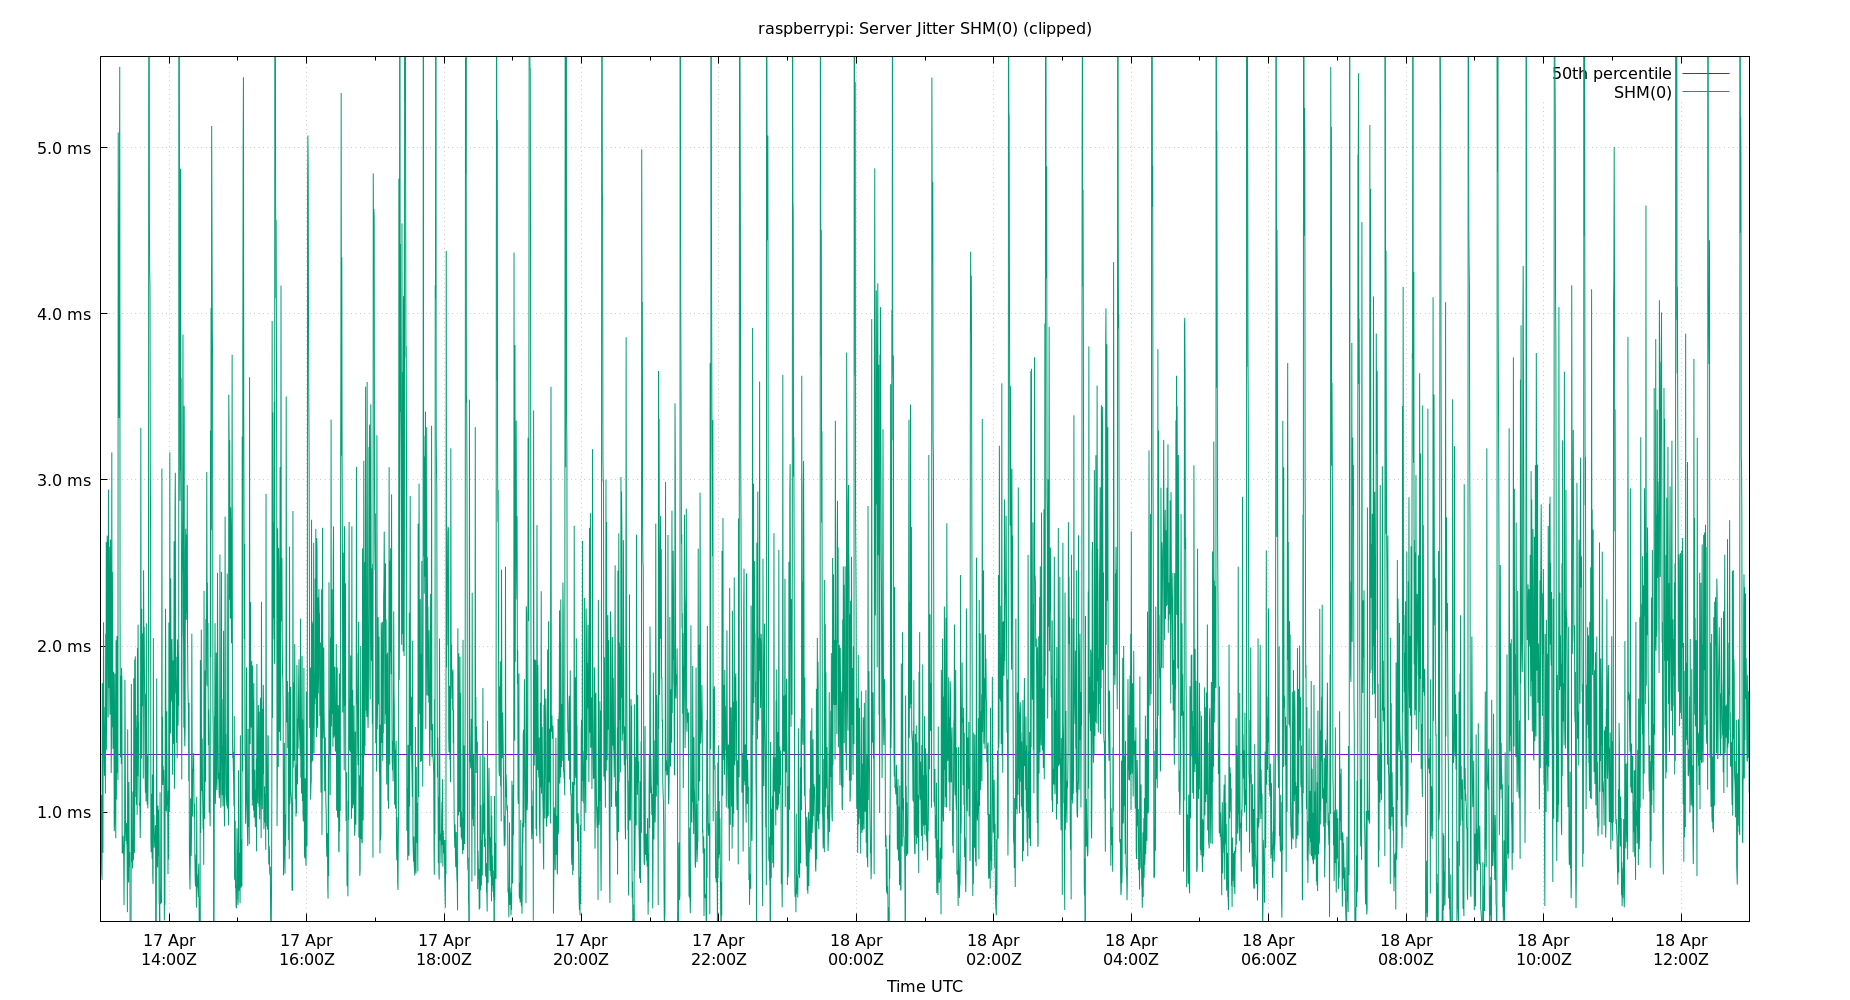 raspberrypi: Server Jitter SHM(0) (clipped)
50th percentile
SHM(0)
5.0 ms
4.0 ms
3.0 ms
2.0 ms
1.0 ms
17 Apr 17 Apr 17 Apr 17 Apr 17 Apr 18 Apr 18 Apr 18 Apr 18 Apr 18 Apr 18 Apr 18 Apr
14:00Z 16:00Z 18:00Z 20:00Z 22:00Z 00:00Z 02:00Z 04:00Z 06:00Z 08:00Z 10:00Z 12:00Z
Time UTC